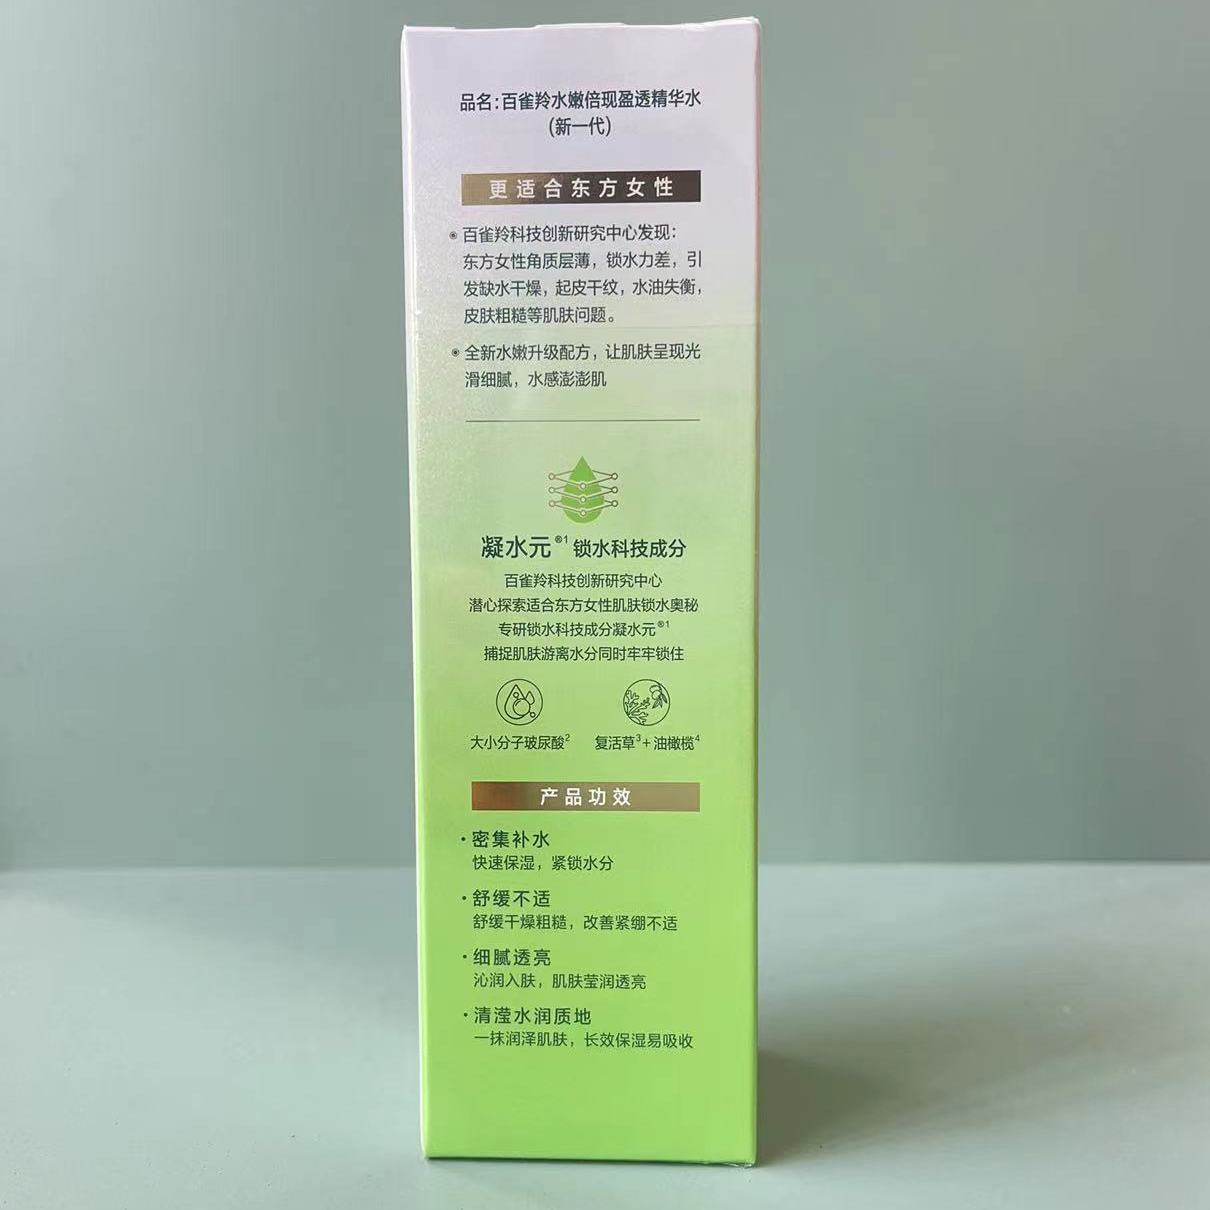 品名:百雀羚水嫩倍现盈透精华水
(新一代)
更适合东方女性
百雀羚科技创新研究中心发现:
东方女性角质层薄，锁水力差，引
发缺水干燥，起皮干纹，水油失衡，
皮肤粗糙等肌肤问题。
全新水嫩升级配方，让肌肤呈现光
滑细腻，水感澎澎肌
凝水元®1 锁水科技成分
百雀羚科技创新研究中心
潜心探索适合东方女性肌肤锁水奥秘
专研锁水科技成分凝水元®1
捕捉肌肤游离水分同时牢牢锁住
大小分子玻尿酸2 复活草3+油橄榄4
产品功效
·密集补水
快速保湿，紧锁水分
·舒缓不适
舒缓干燥粗糙，改善紧绷不适
·细腻透亮
沁润入肤，肌肤莹润透亮
·清滢水润质地
一抹润泽肌肤，长效保湿易吸收